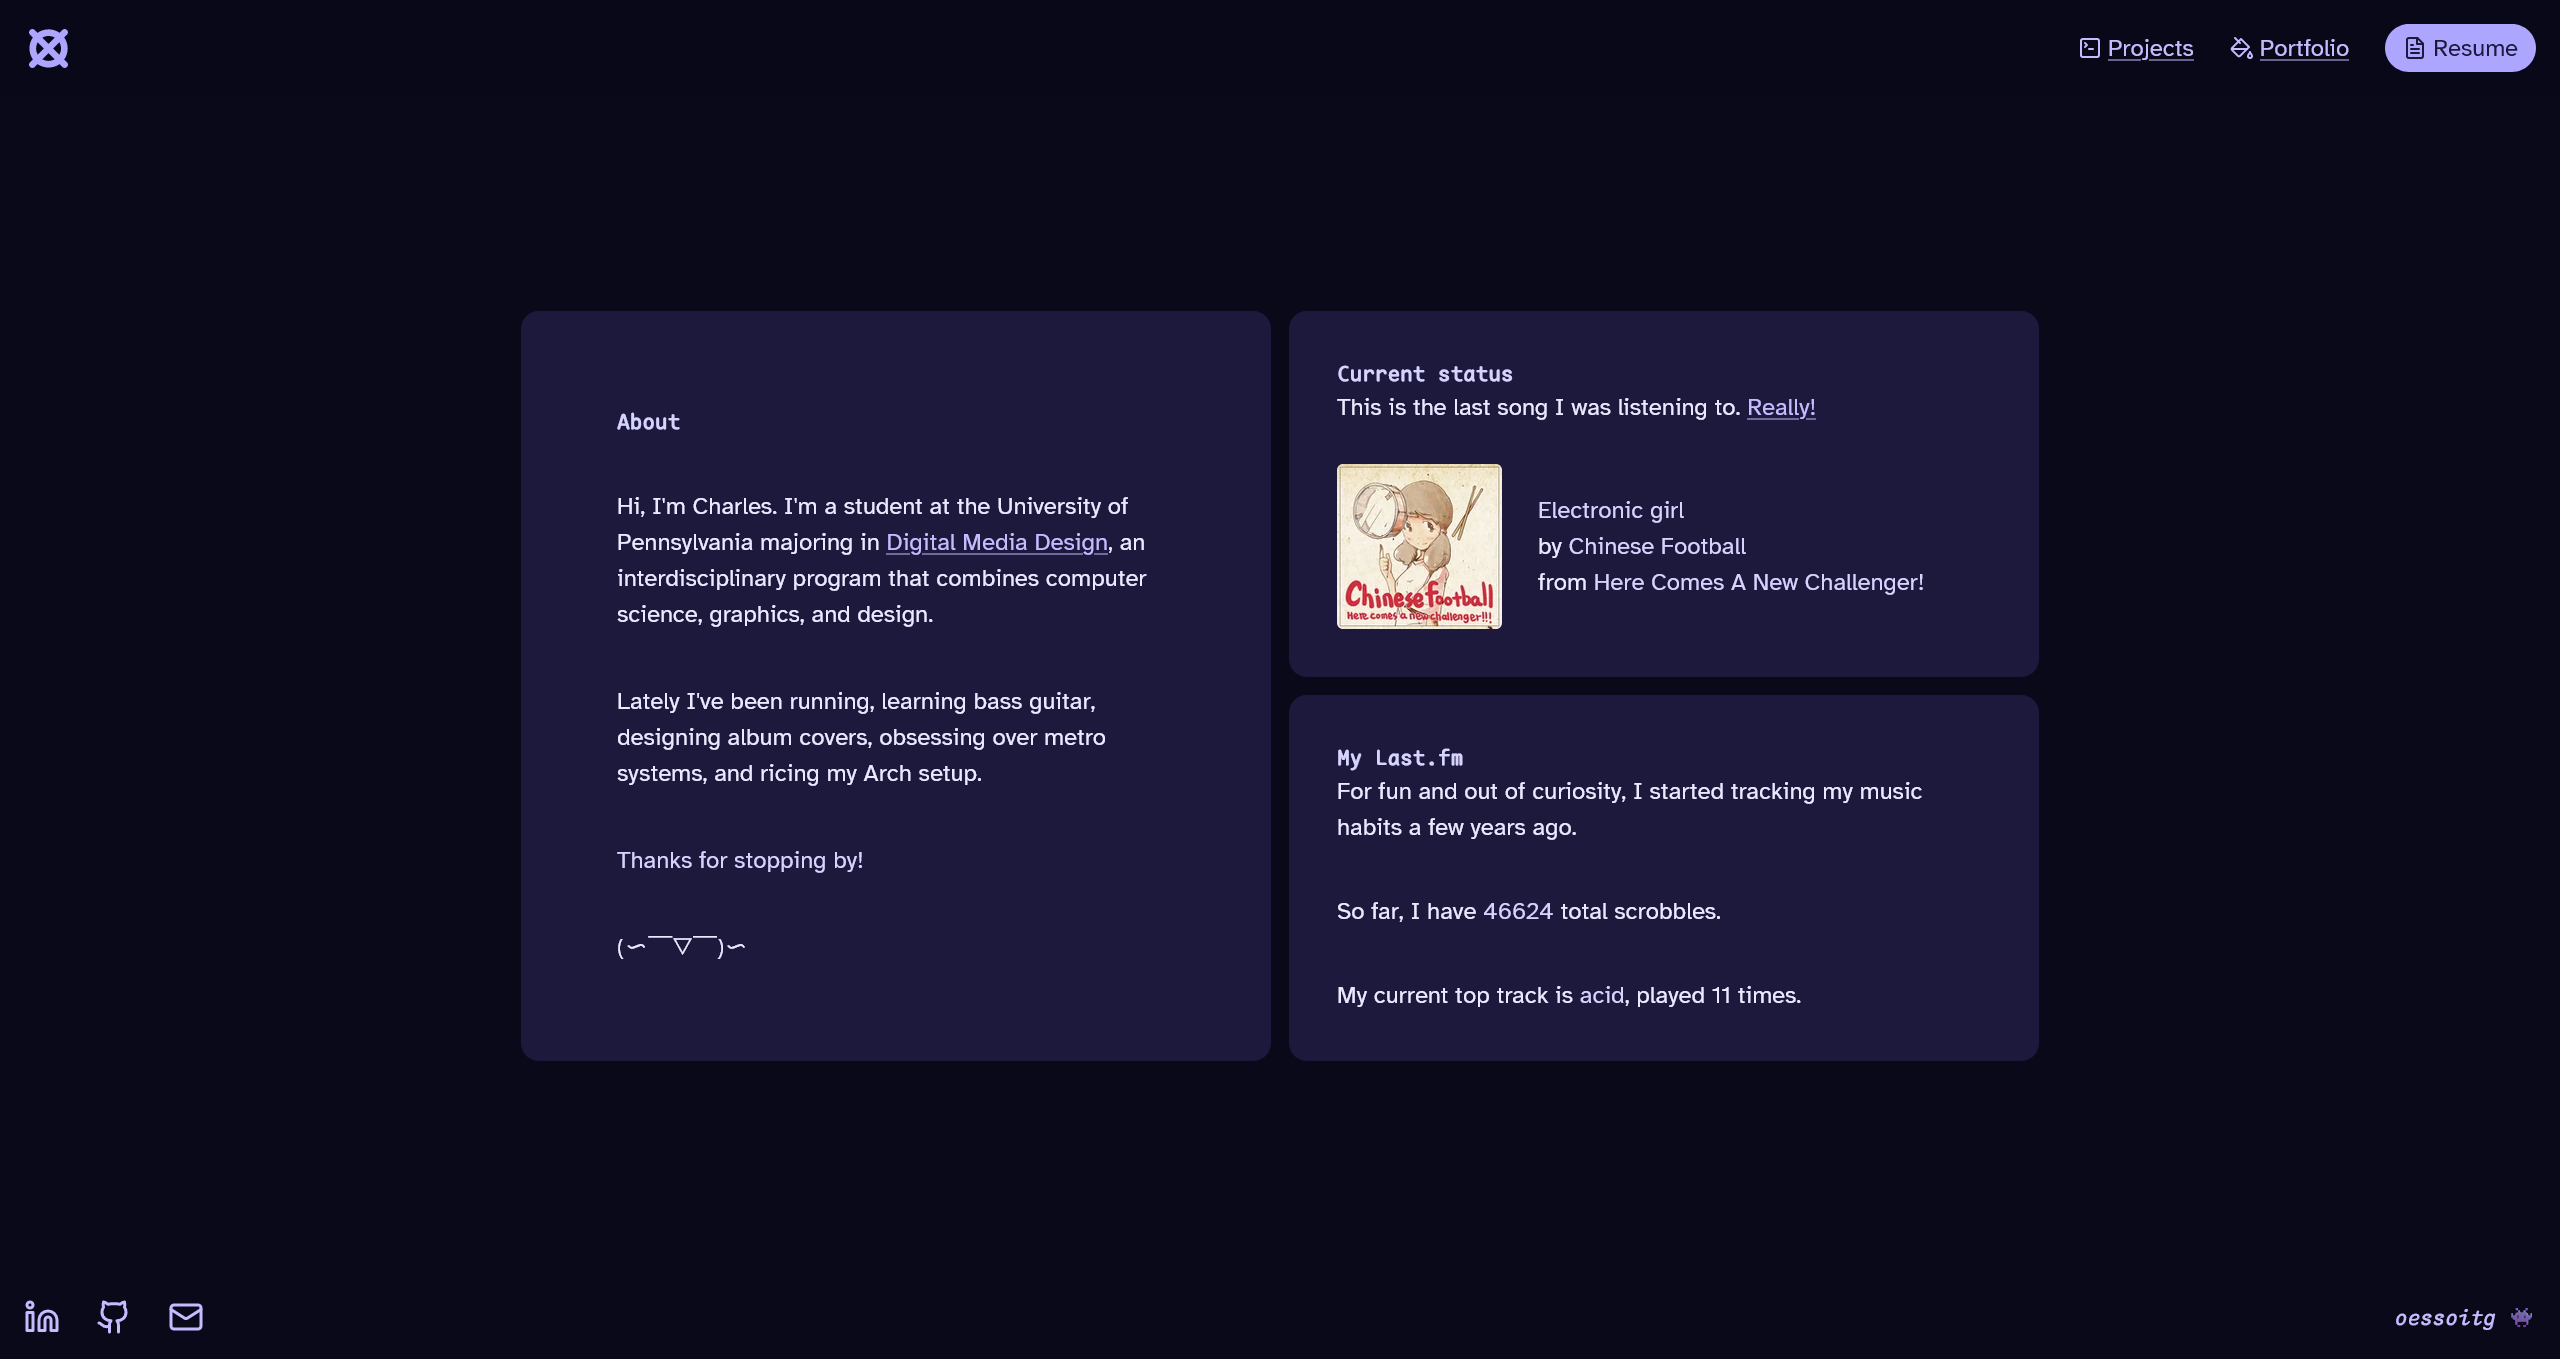 Projects
Portfolio
Resume
About
Hi, I'm Charles. I'm a student at the University of
Pennsylvania majoring in Digital Media Design, an
interdisciplinary program that combines computer
science, graphics, and design.
Lately I've been running, learning bass guitar,
designing album covers, obsessing over metro
systems, and ricing my Arch setup.
Thanks for stopping by!
(∽￣▽￣)∽
Current status
This is the last song I was listening to. Really!
Chinese Football
Here comes a new challenger!!!
Electronic girl
by Chinese Football
from Here Comes A New Challenger!
My Last.fm
For fun and out of curiosity, I started tracking my music
habits a few years ago.
So far, I have 46624 total scrobbles.
My current top track is acid, played 11 times.
in
oessoitg 👾